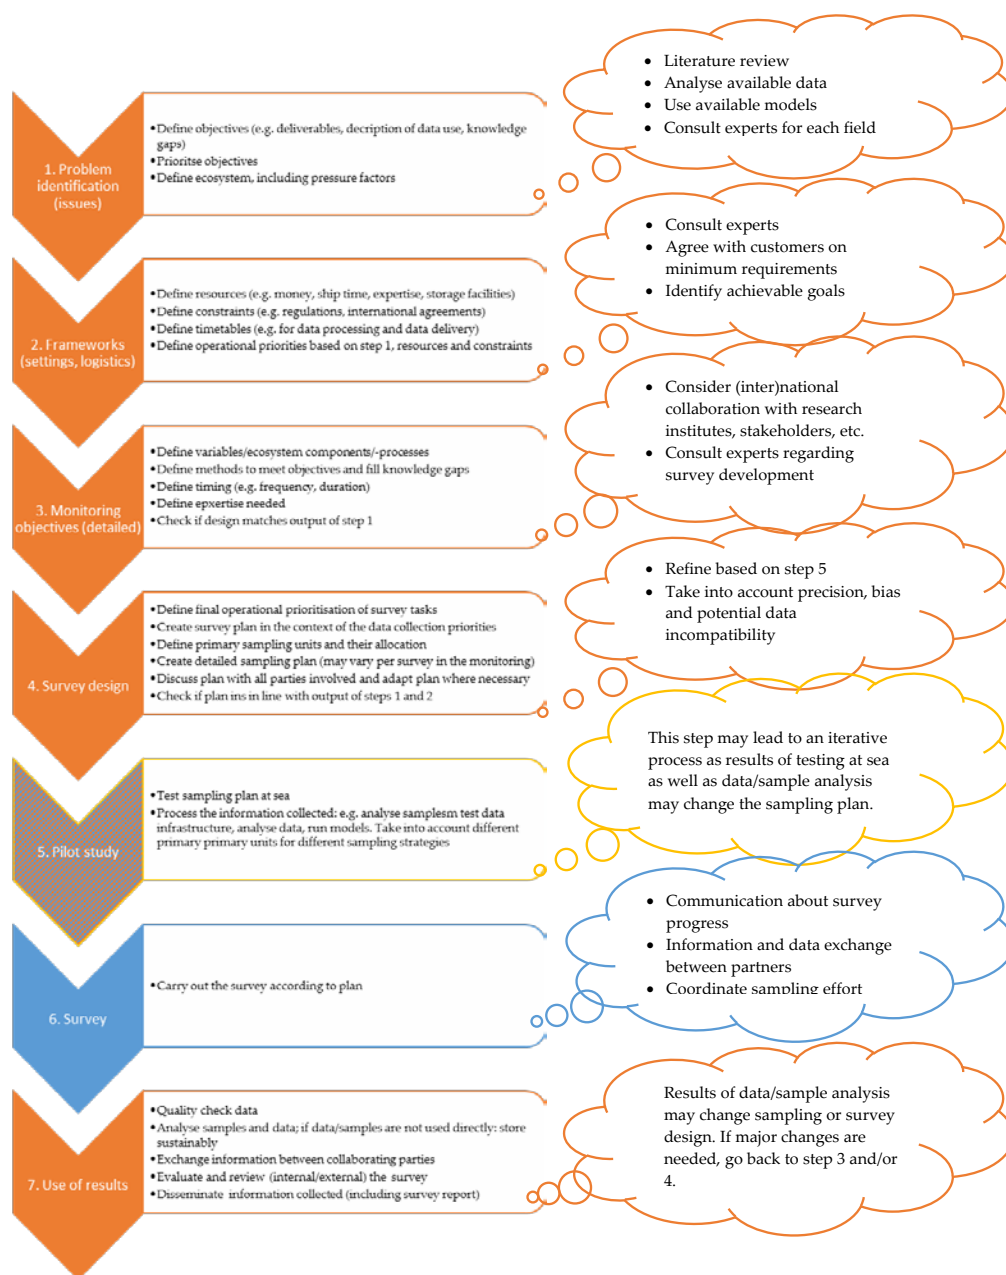 • Literature review
• Analyse available data
• Use available models
• Consult experts for each field
1. Problem
identification
(issues)
•Define objectives (e.g. deliverables, decription of data use, knowledge
gaps)
•Prioritse objectives
•Define ecosystem, including pressure factors
• Consult experts
• Agree with customers on
minimum requirements
• Identify achievable goals
2. Frameworks
(settings, logistics)
•Define resources (e.g. money, ship time, expertise, storage facilities)
•Define constraints (e.g. regulations, international agreements)
•Define timetables (e.g. for data processing and data delivery)
•Define operational priorities based on step 1, resources and constraints
• Consider (inter)national
collaboration with research
institutes, stakeholders, etc.
• Consult experts regarding
survey development
3. Monitoring
objectives (detailed)
•Define variables/ecosystem components/-processes
•Define methods to meet objectives and fill knowledge gaps
•Define timing (e.g. frequency, duration)
•Define epxertise needed
•Check if design matches output of step 1
• Refine based on step 5
• Take into account precision, bias
and potential data
incompatibility
4. Survey design
•Define final operational prioritisation of survey tasks
•Create survey plan in the context of the data collection priorities
•Define primary sampling units and their allocation
•Create detailed sampling plan (may vary per survey in the monitoring)
•Discuss plan with all parties involved and adapt plan where necessary
•Check if plan ins in line with output of steps 1 and 2
This step may lead to an iterative
process as results of testing at sea
as well as data/sample analysis
may change the sampling plan.
5. Pilot study
•Test sampling plan at sea
•Process the information collected: e.g. analyse samplesm test data
infrastructure, analyse data, run models. Take into account different
primary primary units for different sampling strategies
• Communication about survey
progress
• Information and data exchange
between partners
• Coordinate sampling effort
6. Survey
•Carry out the survey according to plan
Results of data/sample analysis
may change sampling or survey
design. If major changes are
needed, go back to step 3 and/or
4.
7. Use of results
•Quality check data
•Analyse samples and data; if data/samples are not used directly: store
sustainably
•Exchange information between collaborating parties
•Evaluate and review (internal/external) the survey
•Disseminate information collected (including survey report)